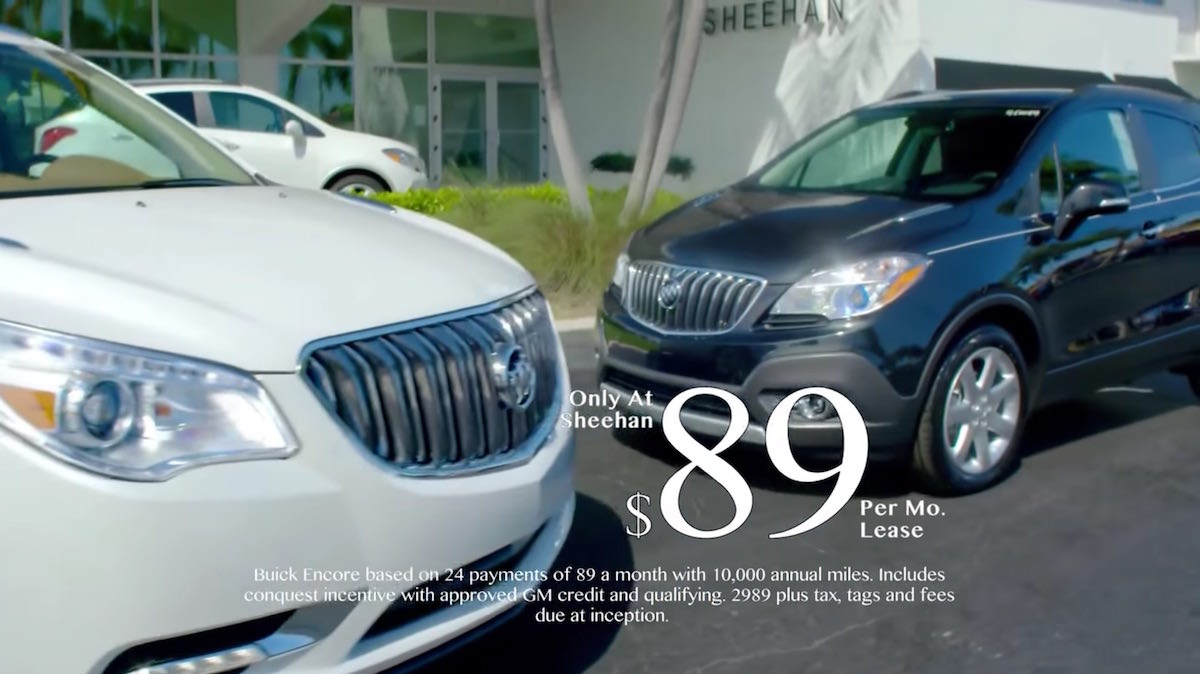 SHEEHAN
Only At
Sheehan
$89
Per Mo.
Lease
Buick Encore based on 24 payments of 89 a month with 10,000 annual miles. Includes
conquest incentive with approved GM credit and qualifying. 2989 plus tax, tags and fees
due at inception.